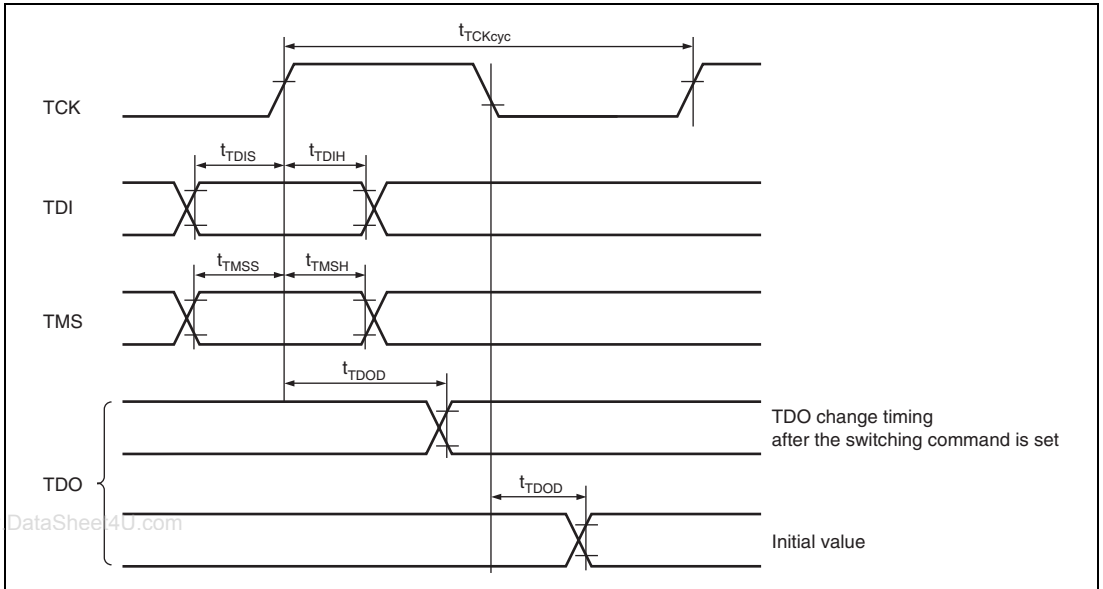 tTCKcyc
TCK
tTDIS tTDIH
TDI
tTMSS tTMSH
TMS
tTDOD
TDO change timing
after the switching command is set
TDO
tTDOD
DataSheet4U.com
Initial value